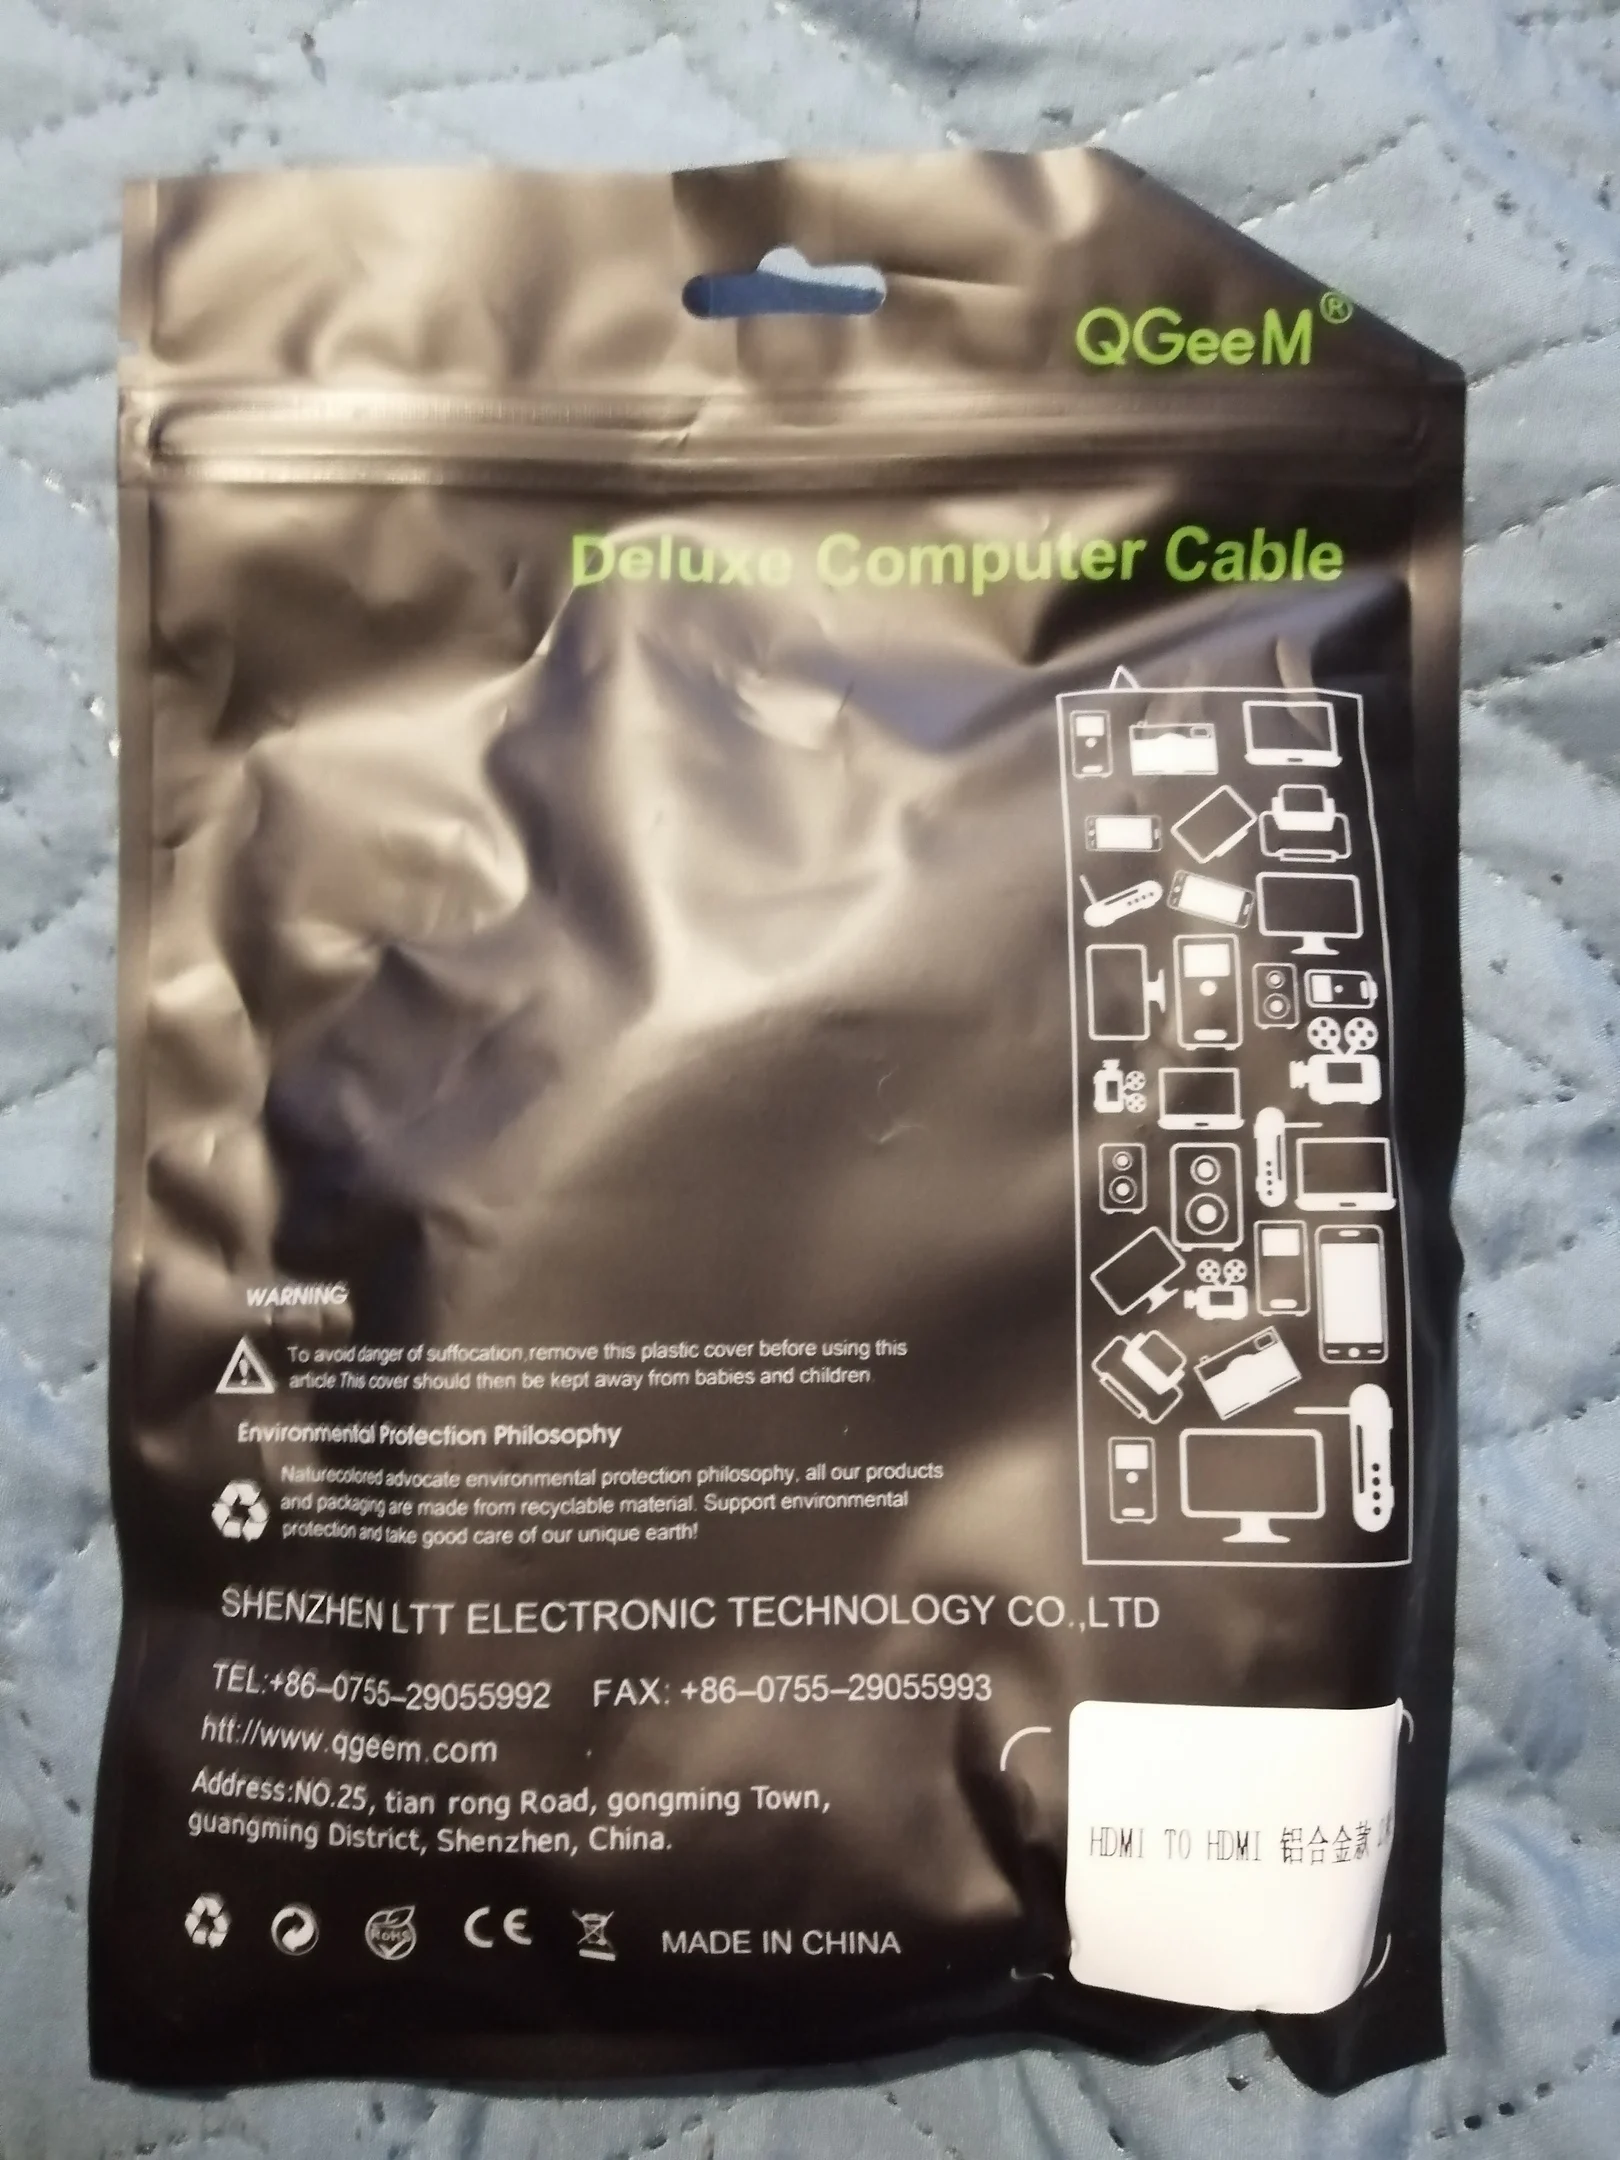 QGeeM®
Deluxe Computer Cable
WARNING
To avoid danger of suffocation,remove this plastic cover before using this
article This cover should then be kept away from babies and children.
Environmental Protection Philosophy
Naturecolored advocate environmental protection philosophy, all our products
and packaging are made from recyclable material. Support environmental
protection and take good care of our unique earth!
SHENZHEN LTT ELECTRONIC TECHNOLOGY CO.,LTD
TEL:+86-0755-29055992 FAX: +86-0755-29055993
htt://www.qgeem.com
Address:NO.25, tian rong Road, gongming Town,
guangming District, Shenzhen, China.
HDMI TO HDMI 铝合金款
RoHS CE MADE IN CHINA